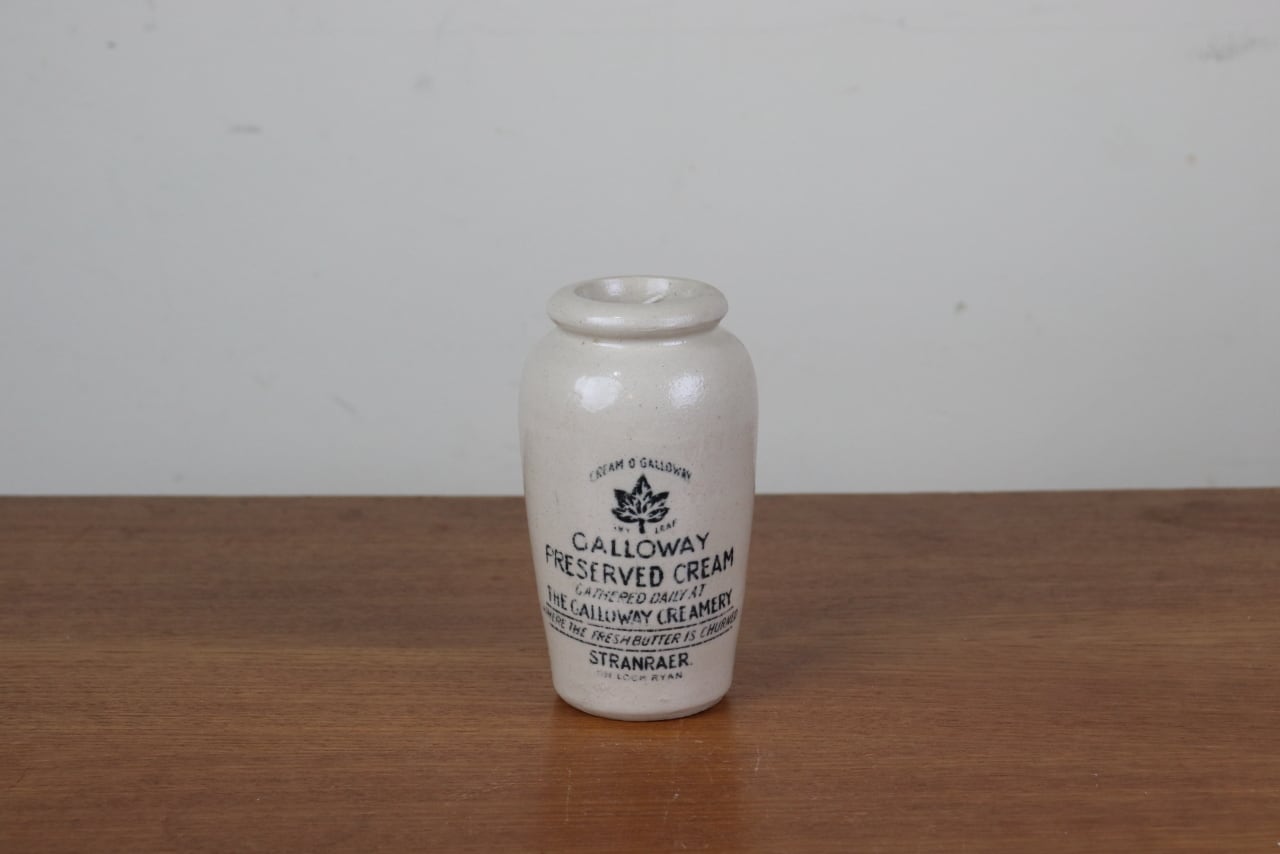 CREAM O' GALLOWAY
IVY LEAF
GALLOWAY
PRESERVED CREAM
GATHERED DAILY AT
THE GALLOWAY CREAMERY
WHERE THE FRESH BUTTER IS CHURNED
STRANRAER.
ON LOCH RYAN